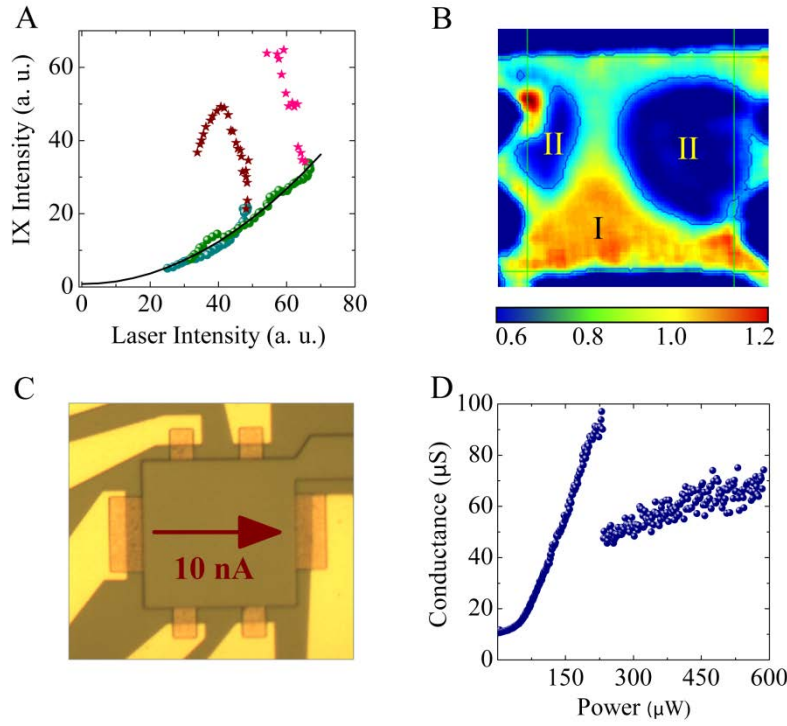 A
IX Intensity (a. u.)
60
40
20
0
0 20 40 60 80
Laser Intensity (a. u.)
B
II
II
I
0.6 0.8 1.0 1.2
C
10 nA
D
Conductance (µS)
100
80
60
40
20
0
150 300 450 600
Power (µW)